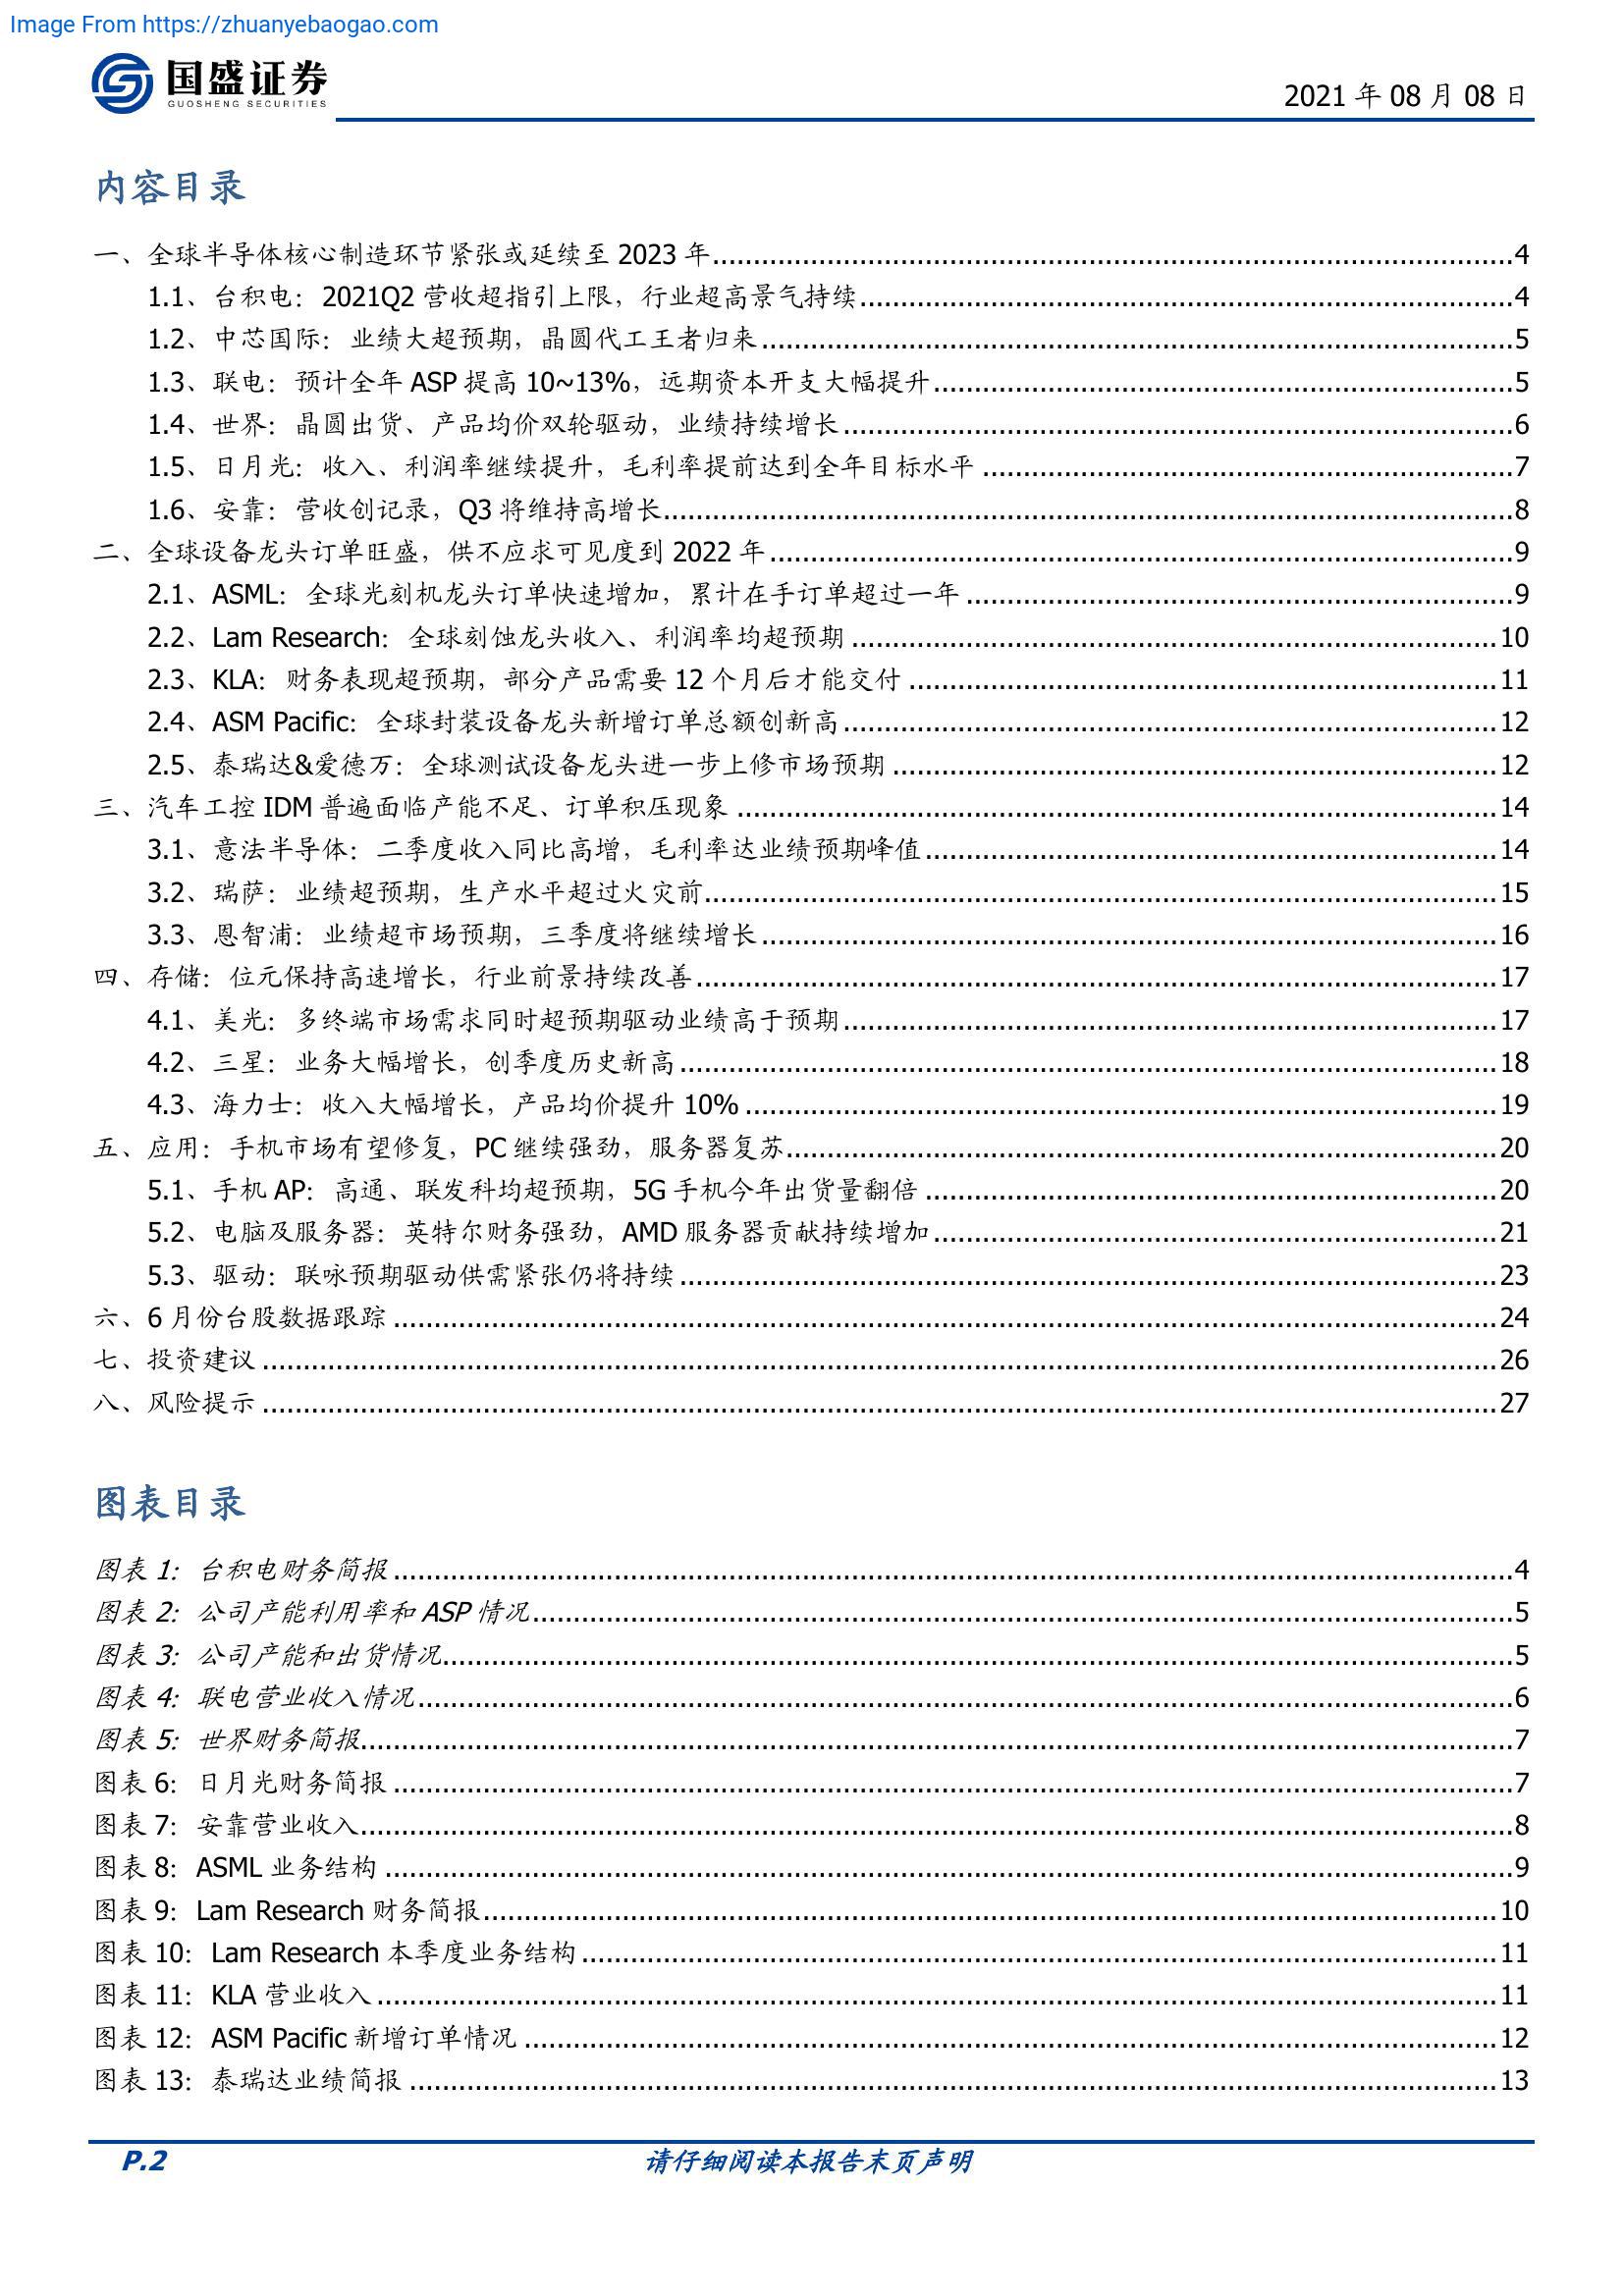 Image From https://zhuanyebaogao.com
国盛证券
GUOSHENG SECURITIES
2021 年 08 月 08 日
内容目录
一、全球半导体核心制造环节紧张或延续至 2023 年....................4
1.1、台积电：2021Q2 营收超指引上限，行业超高景气持续....................4
1.2、中芯国际：业绩大超预期，晶圆代工王者归来....................5
1.3、联电：预计全年 ASP 提高 10~13%，远期资本开支大幅提升....................5
1.4、世界：晶圆出货、产品均价双轮驱动，业绩持续增长....................6
1.5、日月光：收入、利润率继续提升，毛利率提前达到全年目标水平....................7
1.6、安靠：营收创记录，Q3 将维持高增长....................8
二、全球设备龙头订单旺盛，供不应求可见度到 2022 年....................9
2.1、ASML：全球光刻机龙头订单快速增加，累计在手订单超过一年....................9
2.2、Lam Research：全球刻蚀龙头收入、利润率均超预期....................10
2.3、KLA：财务表现超预期，部分产品需要 12 个月后才能交付....................11
2.4、ASM Pacific：全球封装设备龙头新增订单总额创新高....................12
2.5、泰瑞达&爱德万：全球测试设备龙头进一步上修市场预期....................12
三、汽车工控 IDM 普遍面临产能不足、订单积压现象....................14
3.1、意法半导体：二季度收入同比高增，毛利率达业绩预期峰值....................14
3.2、瑞萨：业绩超预期，生产水平超过火灾前....................15
3.3、恩智浦：业绩超市场预期，三季度将继续增长....................16
四、存储：位元保持高速增长，行业前景持续改善....................17
4.1、美光：多终端市场需求同时超预期驱动业绩高于预期....................17
4.2、三星：业务大幅增长，创季度历史新高....................18
4.3、海力士：收入大幅增长，产品均价提升 10%....................19
五、应用：手机市场有望修复，PC 继续强劲，服务器复苏....................20
5.1、手机 AP：高通、联发科均超预期，5G 手机今年出货量翻倍....................20
5.2、电脑及服务器：英特尔财务强劲，AMD 服务器贡献持续增加....................21
5.3、驱动：联咏预期驱动供需紧张仍将持续....................23
六、6 月份台股数据跟踪....................24
七、投资建议....................26
八、风险提示....................27
图表目录
图表 1：台积电财务简报....................4
图表 2：公司产能利用率和 ASP 情况....................5
图表 3：公司产能和出货情况....................5
图表 4：联电营业收入情况....................6
图表 5：世界财务简报....................7
图表 6：日月光财务简报....................7
图表 7：安靠营业收入....................8
图表 8：ASML 业务结构....................9
图表 9：Lam Research 财务简报....................10
图表 10：Lam Research 本季度业务结构....................11
图表 11：KLA 营业收入....................11
图表 12：ASM Pacific 新增订单情况....................12
图表 13：泰瑞达业绩简报....................13
P.2
请仔细阅读本报告末页声明